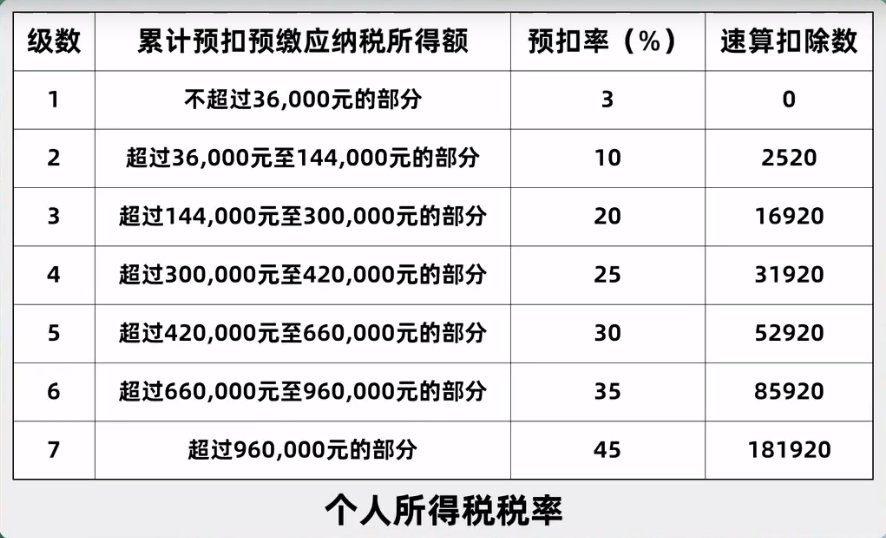 级数 累计预扣预缴应纳税所得额 预扣率（%） 速算扣除数
1 不超过36,000元的部分 3 0
2 超过36,000元至144,000元的部分 10 2520
3 超过144,000元至300,000元的部分 20 16920
4 超过300,000元至420,000元的部分 25 31920
5 超过420,000元至660,000元的部分 30 52920
6 超过660,000元至960,000元的部分 35 85920
7 超过960,000元的部分 45 181920
个人所得税税率